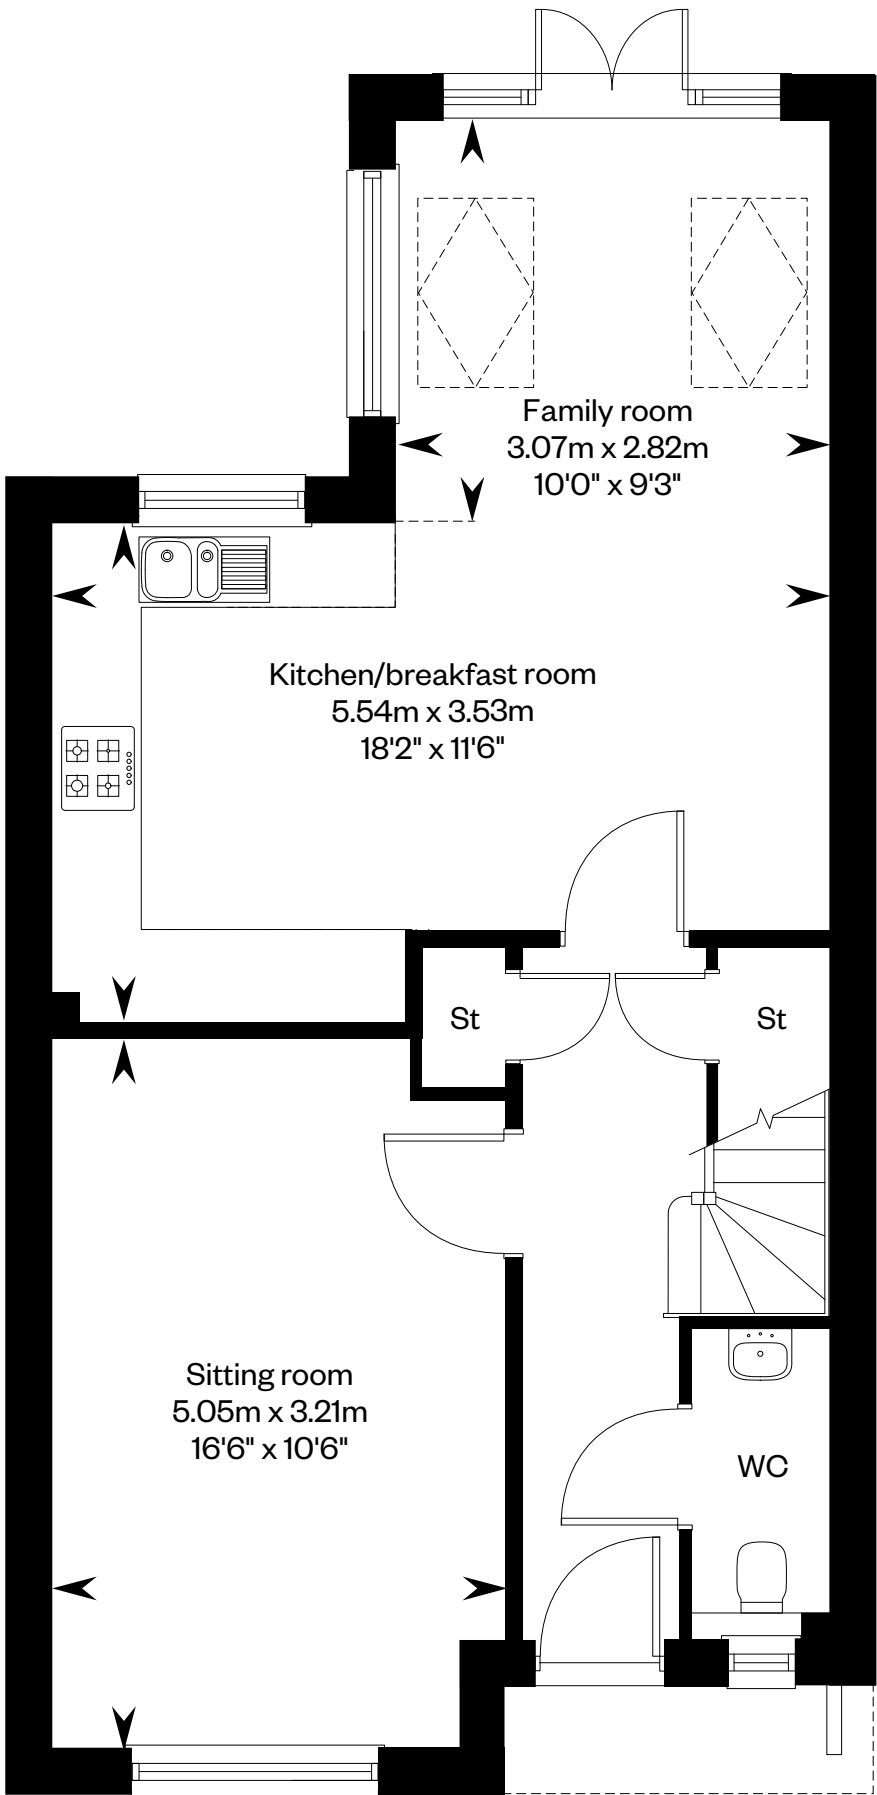 Family room
3.07m x 2.82m
10'0" x 9'3"
Kitchen/breakfast room
5.54m x 3.53m
18'2" x 11'6"
St
St
Sitting room
5.05m x 3.21m
16'6" x 10'6"
WC